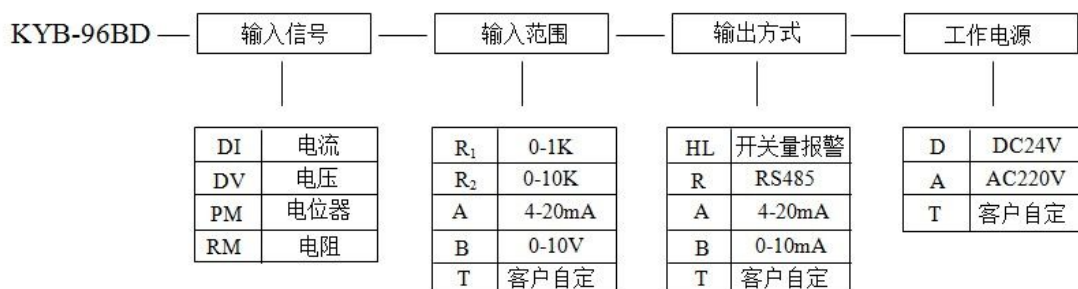 KYB-96BD — 输入信号 — 输入范围 — 输出方式 — 工作电源
DI 电流
DV 电压
PM 电位器
RM 电阻
R₁ 0-1K
R₂ 0-10K
A 4-20mA
B 0-10V
T 客户自定
HL 开关量报警
R RS485
A 4-20mA
B 0-10mA
T 客户自定
D DC24V
A AC220V
T 客户自定